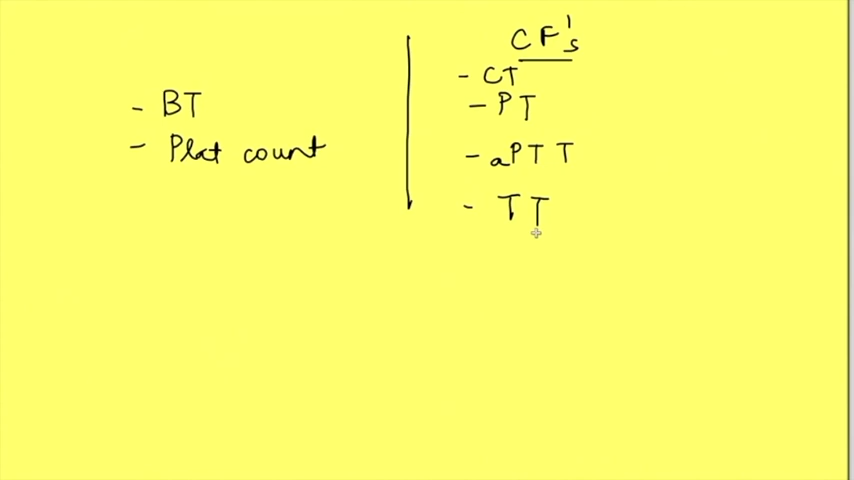 - BT
- Plat count
CF's
- CT
- PT
- aPTT
- TT